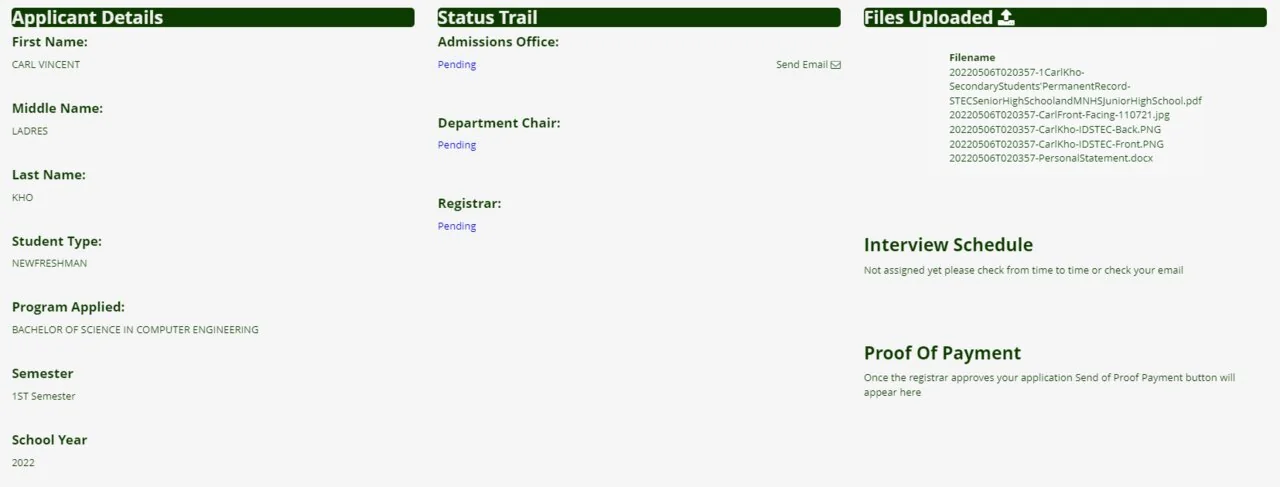 Applicant Details
First Name:
CARL VINCENT
Middle Name:
LADRES
Last Name:
KHO
Student Type:
NEWFRESHMAN
Program Applied:
BACHELOR OF SCIENCE IN COMPUTER ENGINEERING
Semester
1ST Semester
School Year
2022
Status Trail
Admissions Office:
Pending
Send Email
Department Chair:
Pending
Registrar:
Pending
Files Uploaded
Filename
20220506T020357-1CarlKho-
SecondaryStudents'PermanentRecord-
STECSeniorHighSchoolandMNHSJuniorHighSchool.pdf
20220506T020357-CarlFront-Facing-110721.jpg
20220506T020357-CarlKho-IDSTEC-Back.PNG
20220506T020357-CarlKho-IDSTEC-Front.PNG
20220506T020357-PersonalStatement.docx
Interview Schedule
Not assigned yet please check from time to time or check your email
Proof Of Payment
Once the registrar approves your application Send of Proof Payment button will
appear here